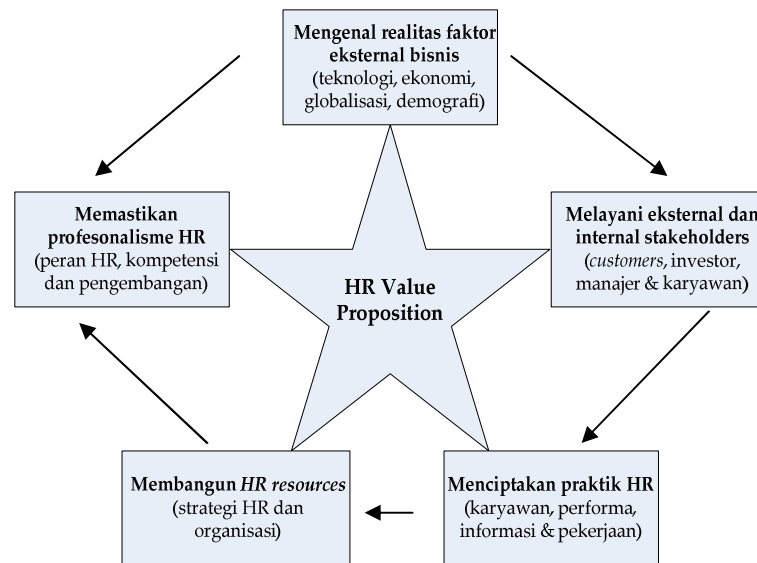 Mengenal realitas faktor
eksternal bisnis
(teknologi, ekonomi,
globalisasi, demografi)
Memastikan
profesonalisme HR
(peran HR, kompetensi
dan pengembangan)
Melayani eksternal dan
internal stakeholders
(customers, investor,
manajer & karyawan)
HR Value
Proposition
Membangun HR resources
(strategi HR dan
organisasi)
Menciptakan praktik HR
(karyawan, performa,
informasi & pekerjaan)